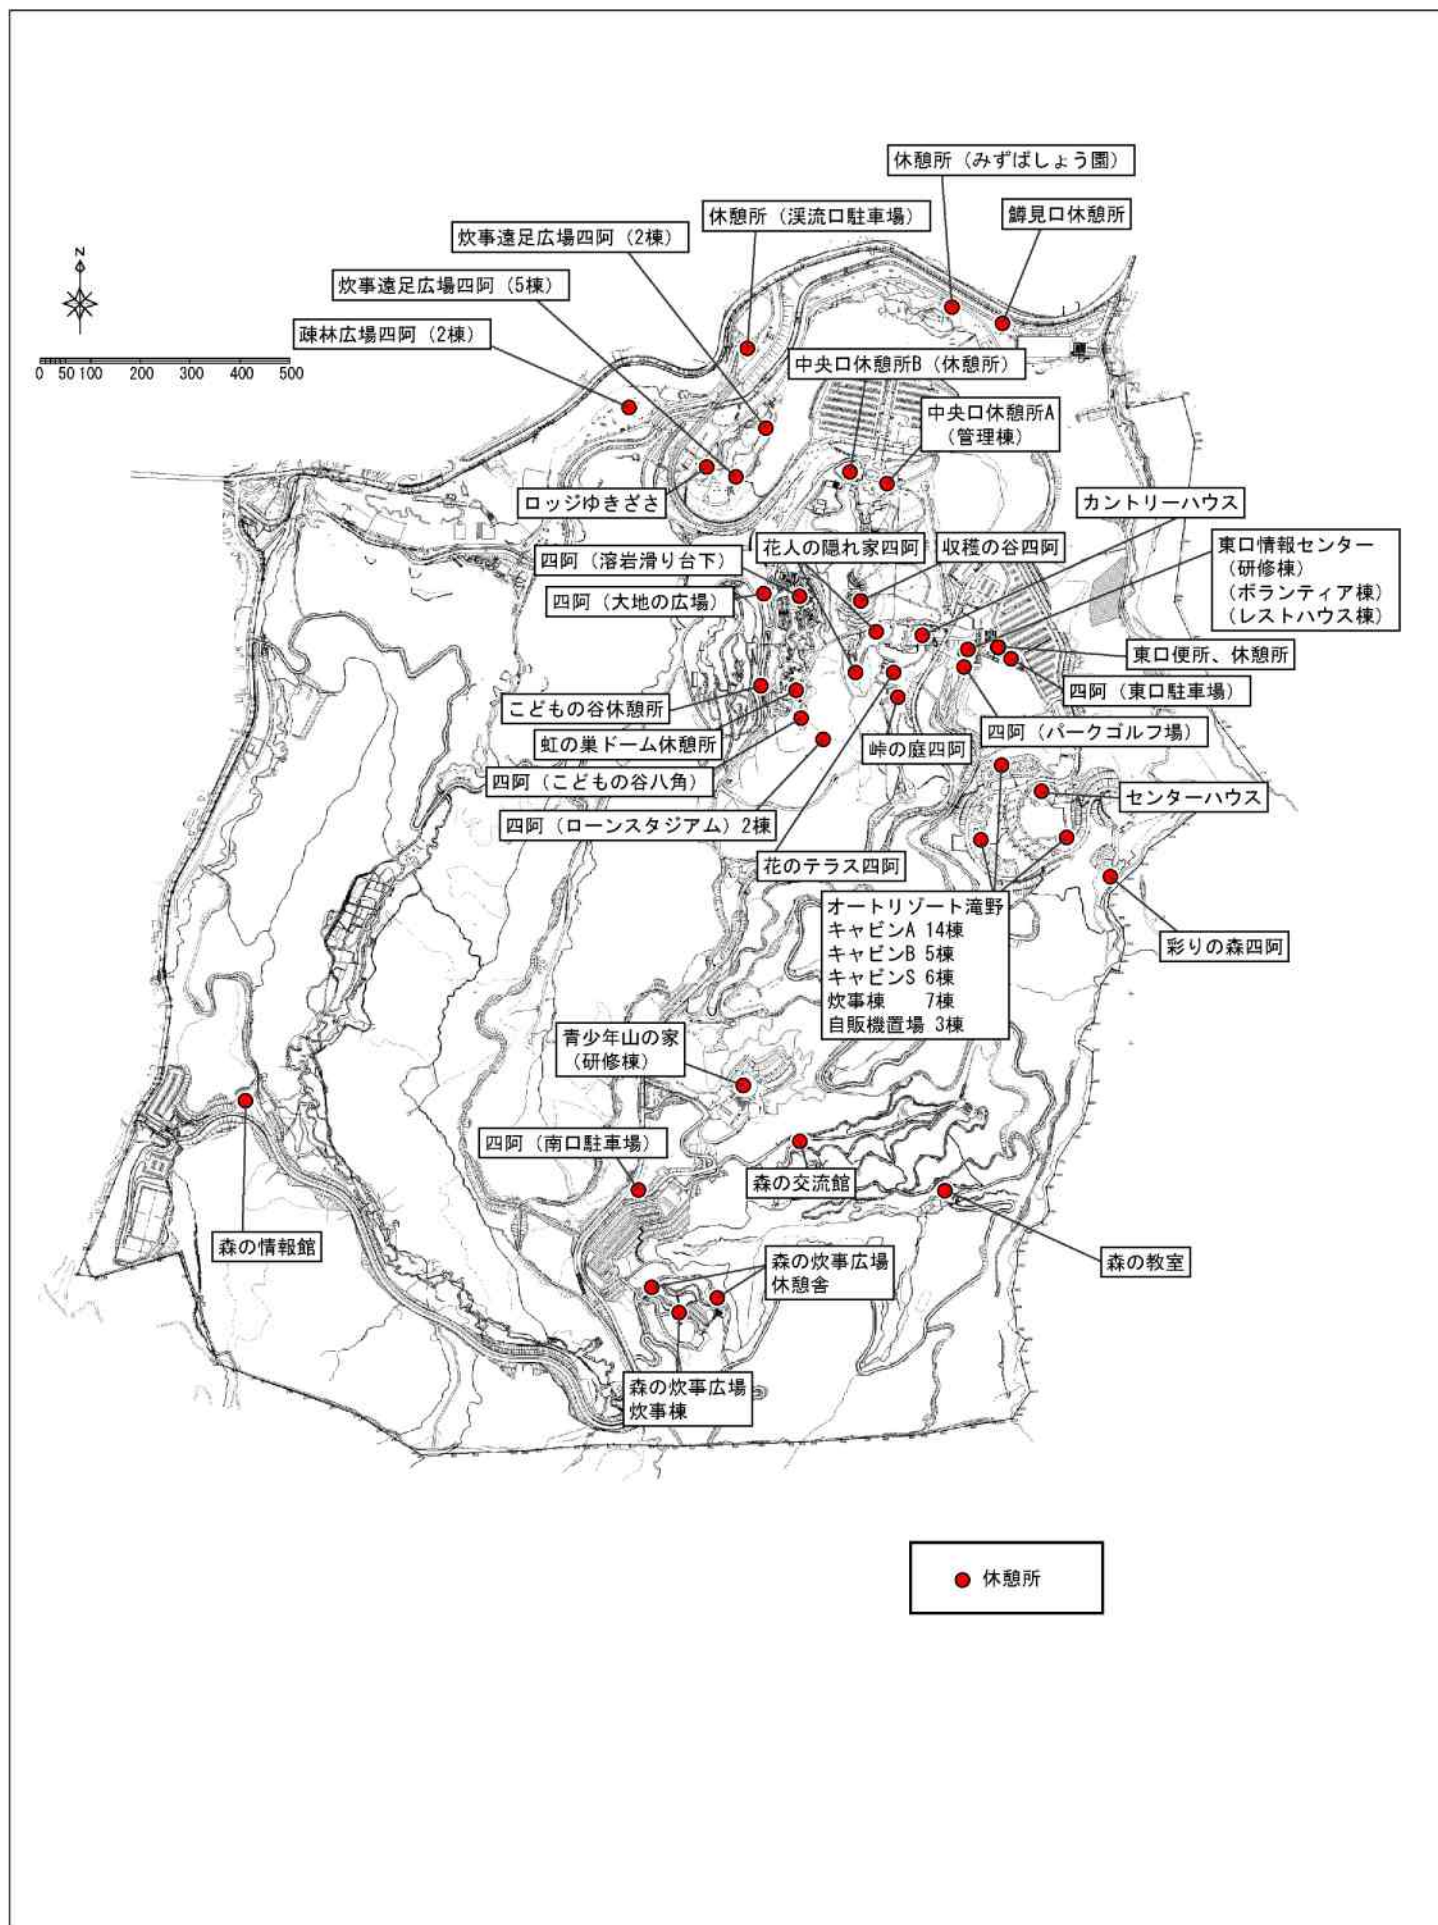 休憩所（みずばしょう園）
休憩所（渓流口駐車場）
鱒見口休憩所
炊事遠足広場四阿（2棟）
炊事遠足広場四阿（5棟）
疎林広場四阿（2棟）
N
0 50 100 200 300 400 500
中央口休憩所B（休憩所）
中央口休憩所A
（管理棟）
ロッジゆきざさ
カントリーハウス
花人の隠れ家四阿
収穫の谷四阿
東口情報センター
（研修棟）
（ボランティア棟）
（レストハウス棟）
四阿（溶岩滑り台下）
四阿（大地の広場）
東口便所、休憩所
四阿（東口駐車場）
こどもの谷休憩所
四阿（パークゴルフ場）
虹の巣ドーム休憩所
峠の庭四阿
四阿（こどもの谷八角）
センターハウス
四阿（ローンスタジアム）2棟
花のテラス四阿
オートリゾート滝野
キャビンA 14棟
キャビンB 5棟
キャビンS 6棟
炊事棟 7棟
自販機置場 3棟
彩りの森四阿
青少年山の家
（研修棟）
四阿（南口駐車場）
森の交流館
森の情報館
森の炊事広場
休憩舎
森の教室
森の炊事広場
炊事棟
休憩所